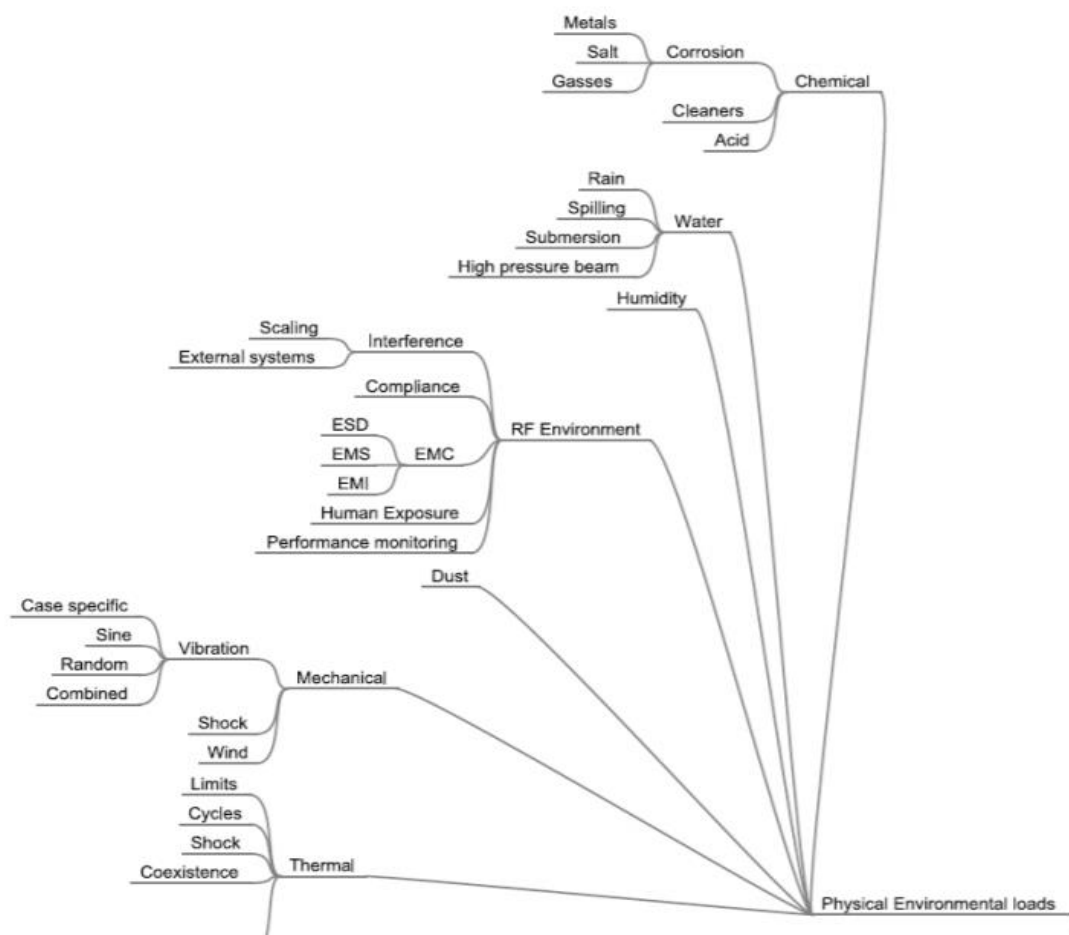 Metals
Salt
Corrosion
Gasses
Chemical
Cleaners
Acid
Rain
Spilling
Water
Submersion
High pressure beam
Humidity
Scaling
Interference
External systems
Compliance
ESD
RF Environment
EMS
EMC
EMI
Human Exposure
Performance monitoring
Dust
Case specific
Sine
Vibration
Random
Mechanical
Combined
Shock
Wind
Limits
Cycles
Shock
Thermal
Coexistence
Physical Environmental loads